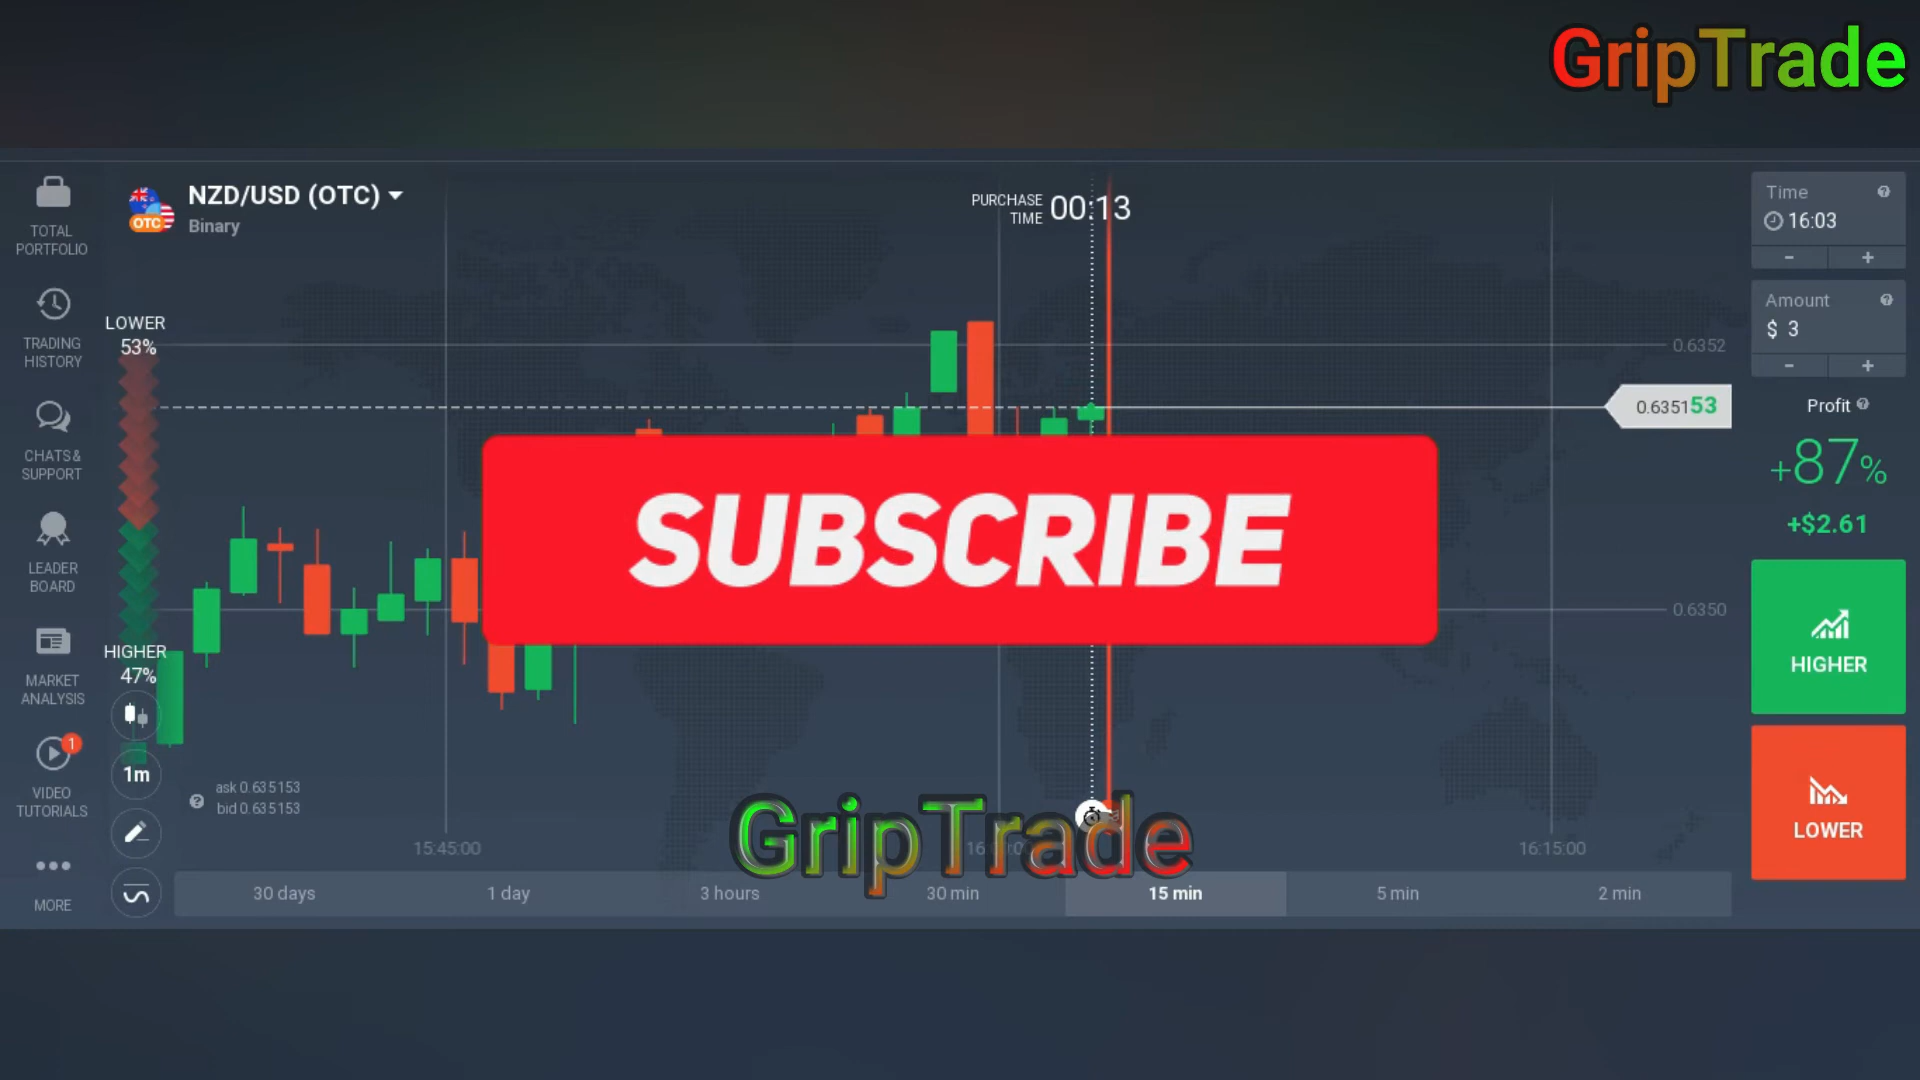 GripTrade
TOTAL
PORTFOLIO
TRADING
HISTORY
CHATS &
SUPPORT
LEADER
BOARD
MARKET
ANALYSIS
1
VIDEO
TUTORIALS
MORE
NZD/USD (OTC)
OTC
Binary
LOWER
53%
HIGHER
47%
1m
ask 0.635153
bid 0.635153
PURCHASE
TIME
00:13
SUBSCRIBE
0.6352
0.635153
0.6350
GripTrade
15:45:00
16:15:00
30 days
1 day
3 hours
30 min
15 min
5 min
2 min
Time
16:03
- +
Amount
$ 3
- +
Profit
+87%
+$2.61
HIGHER
LOWER